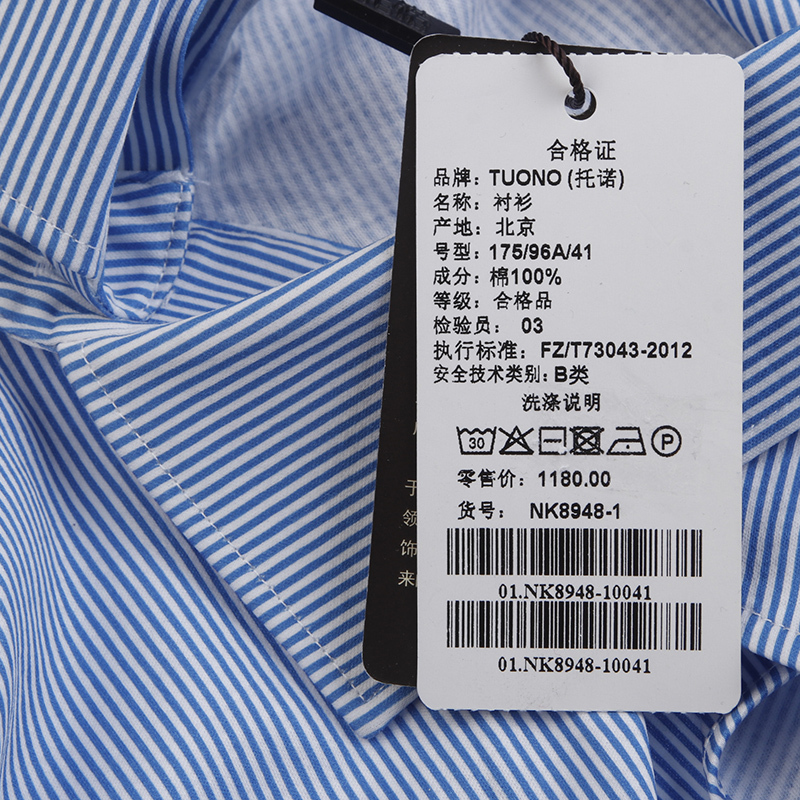 合格证
品牌：TUONO (托诺)
名称：衬衫
产地：北京
号型：175/96A/41
成分：棉100%
等级：合格品
检验员：03
执行标准：FZ/T73043-2012
安全技术类别：B类
洗涤说明
30 P
零售价：1180.00
货号：NK8948-1
01.NK8948-10041
01.NK8948-10041
于
领
饰
来